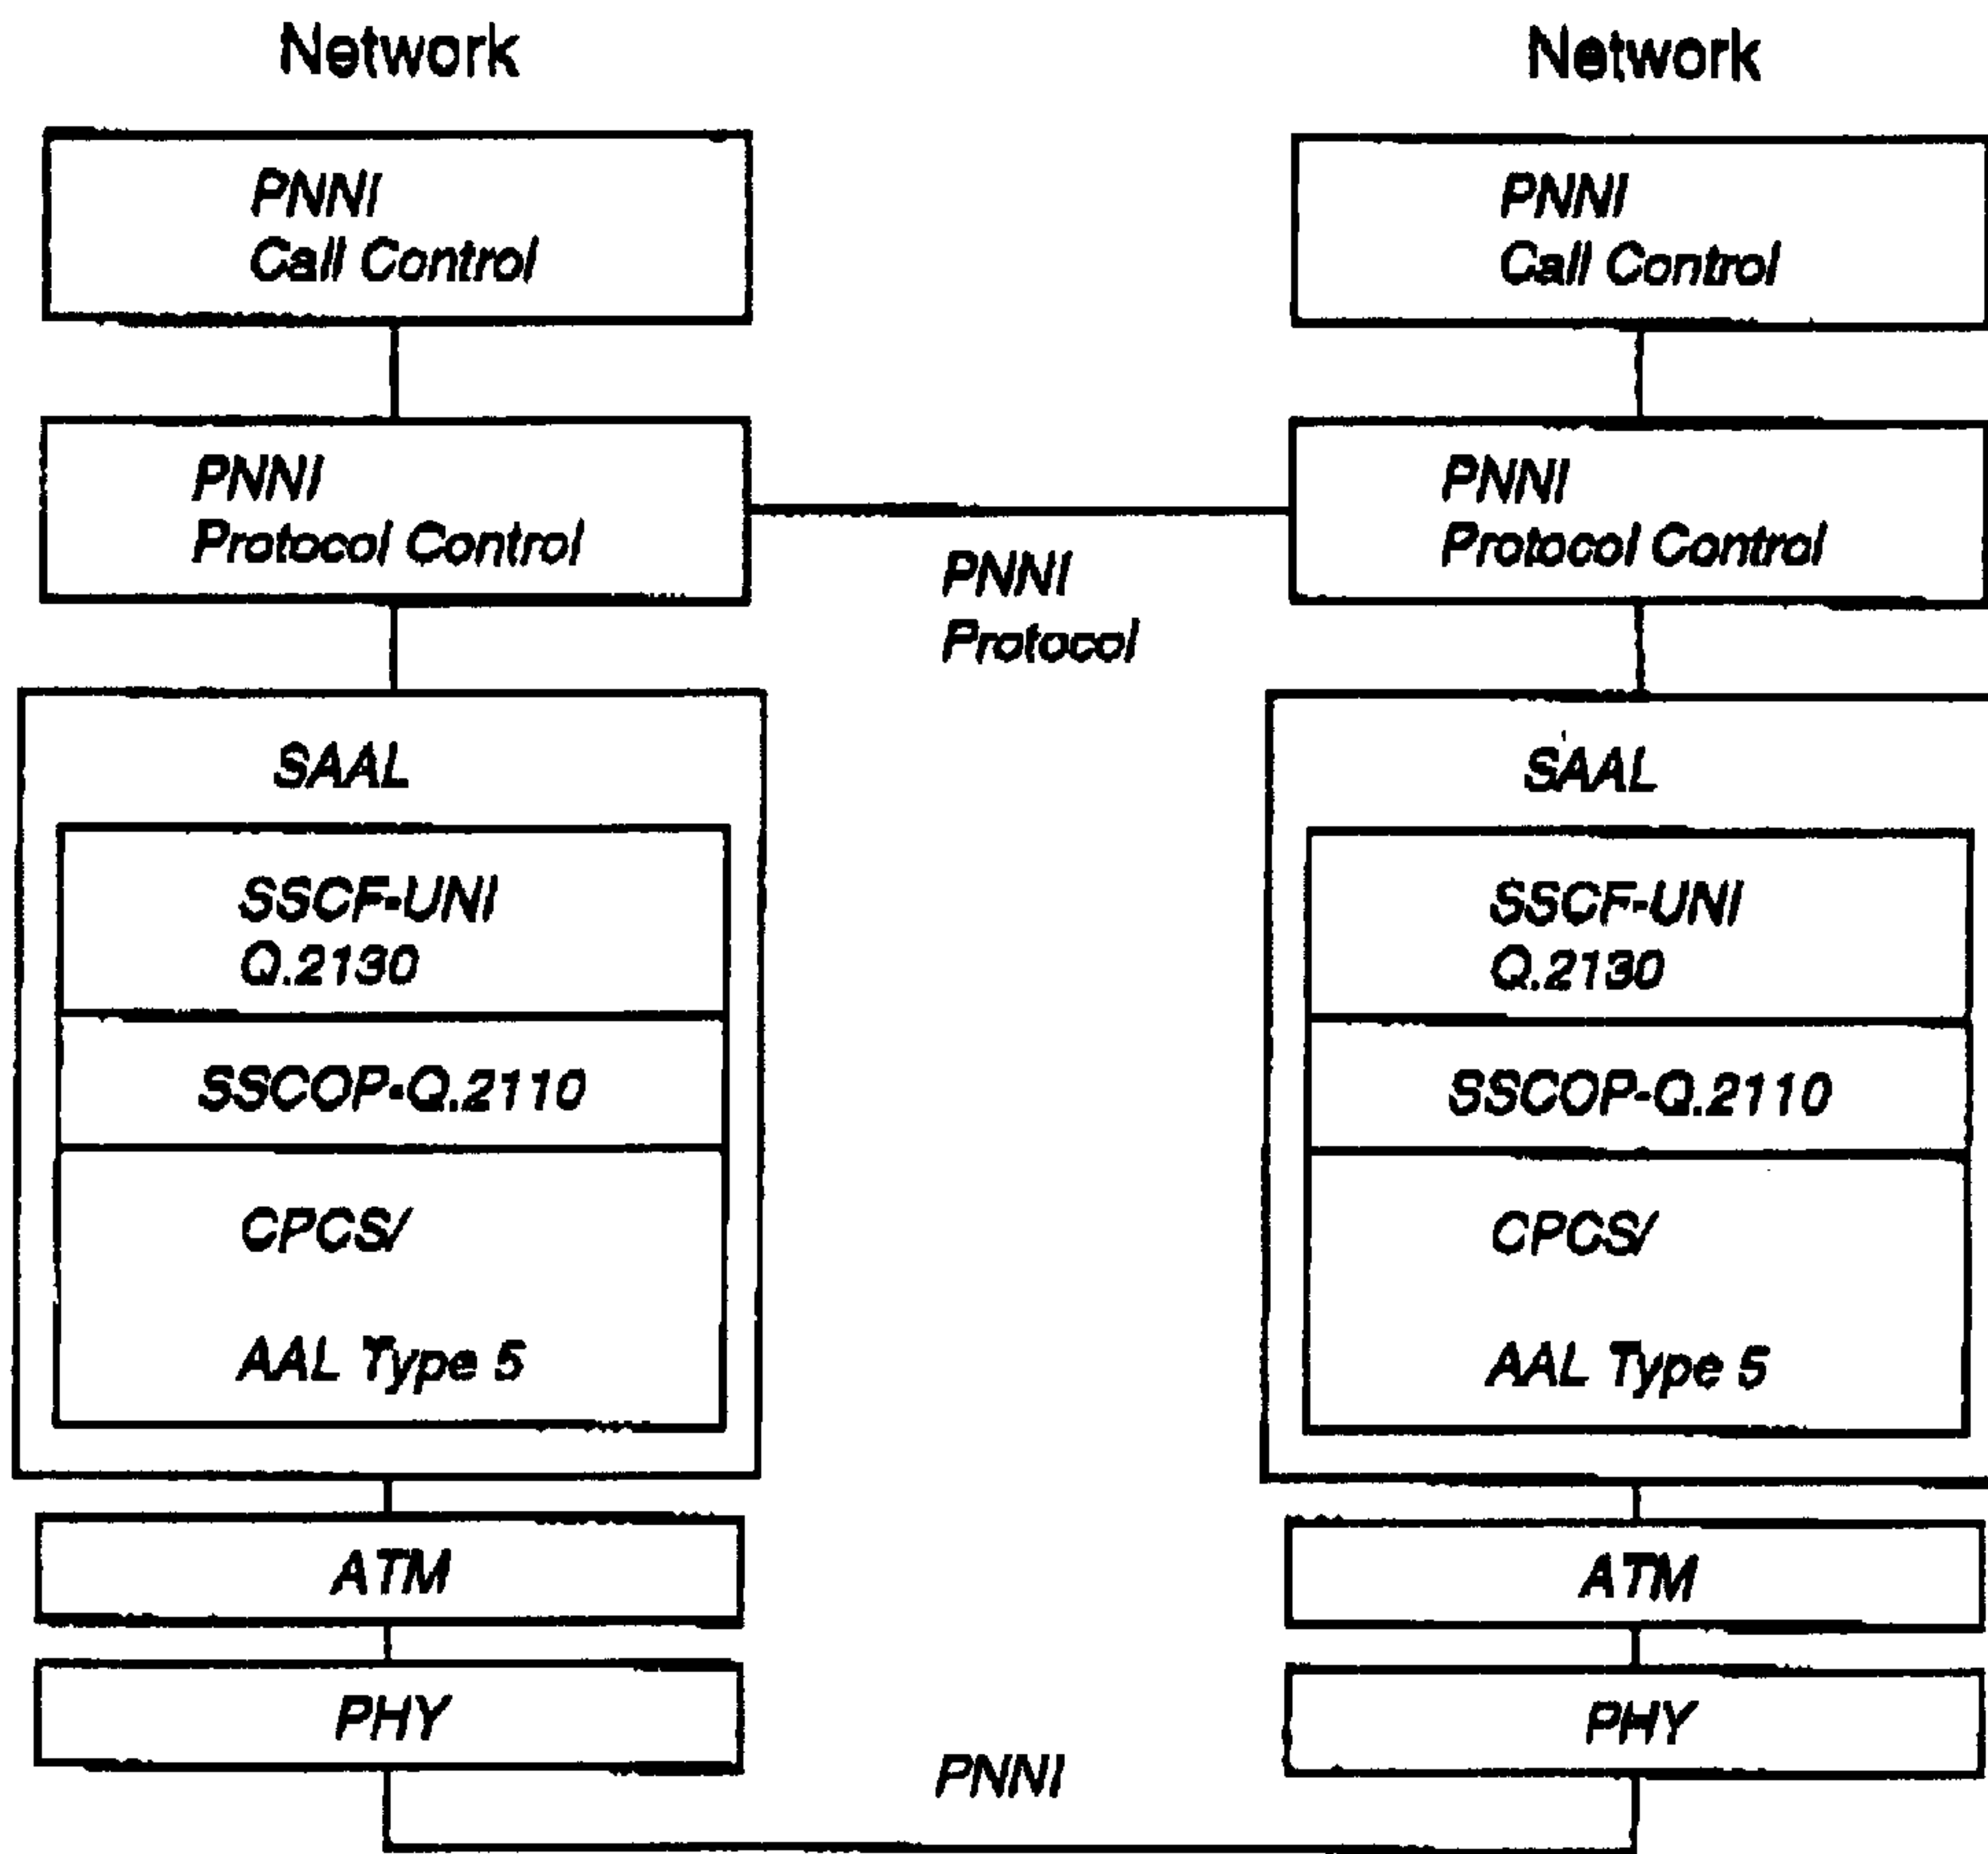 Network
PNNI
Call Control
PNNI
Protocol Control
SAAL
SSCF-UNI
Q.2130
SSCOP-Q.2110
CPCS/
AAL Type 5
ATM
PHY
PNNI
Protocol
PNNI
Network
PNNI
Call Control
PNNI
Protocol Control
SAAL
SSCF-UNI
Q.2130
SSCOP-Q.2110
CPCS/
AAL Type 5
ATM
PHY